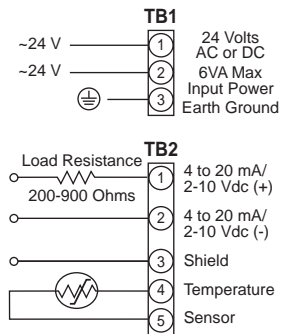 TB1
~24 V
1
24 Volts
AC or DC
~24 V
2
6VA Max
Input Power
3
Earth Ground
TB2
Load Resistance
200-900 Ohms
1
4 to 20 mA/
2-10 Vdc (+)
2
4 to 20 mA/
2-10 Vdc (-)
3
Shield
4
Temperature
5
Sensor